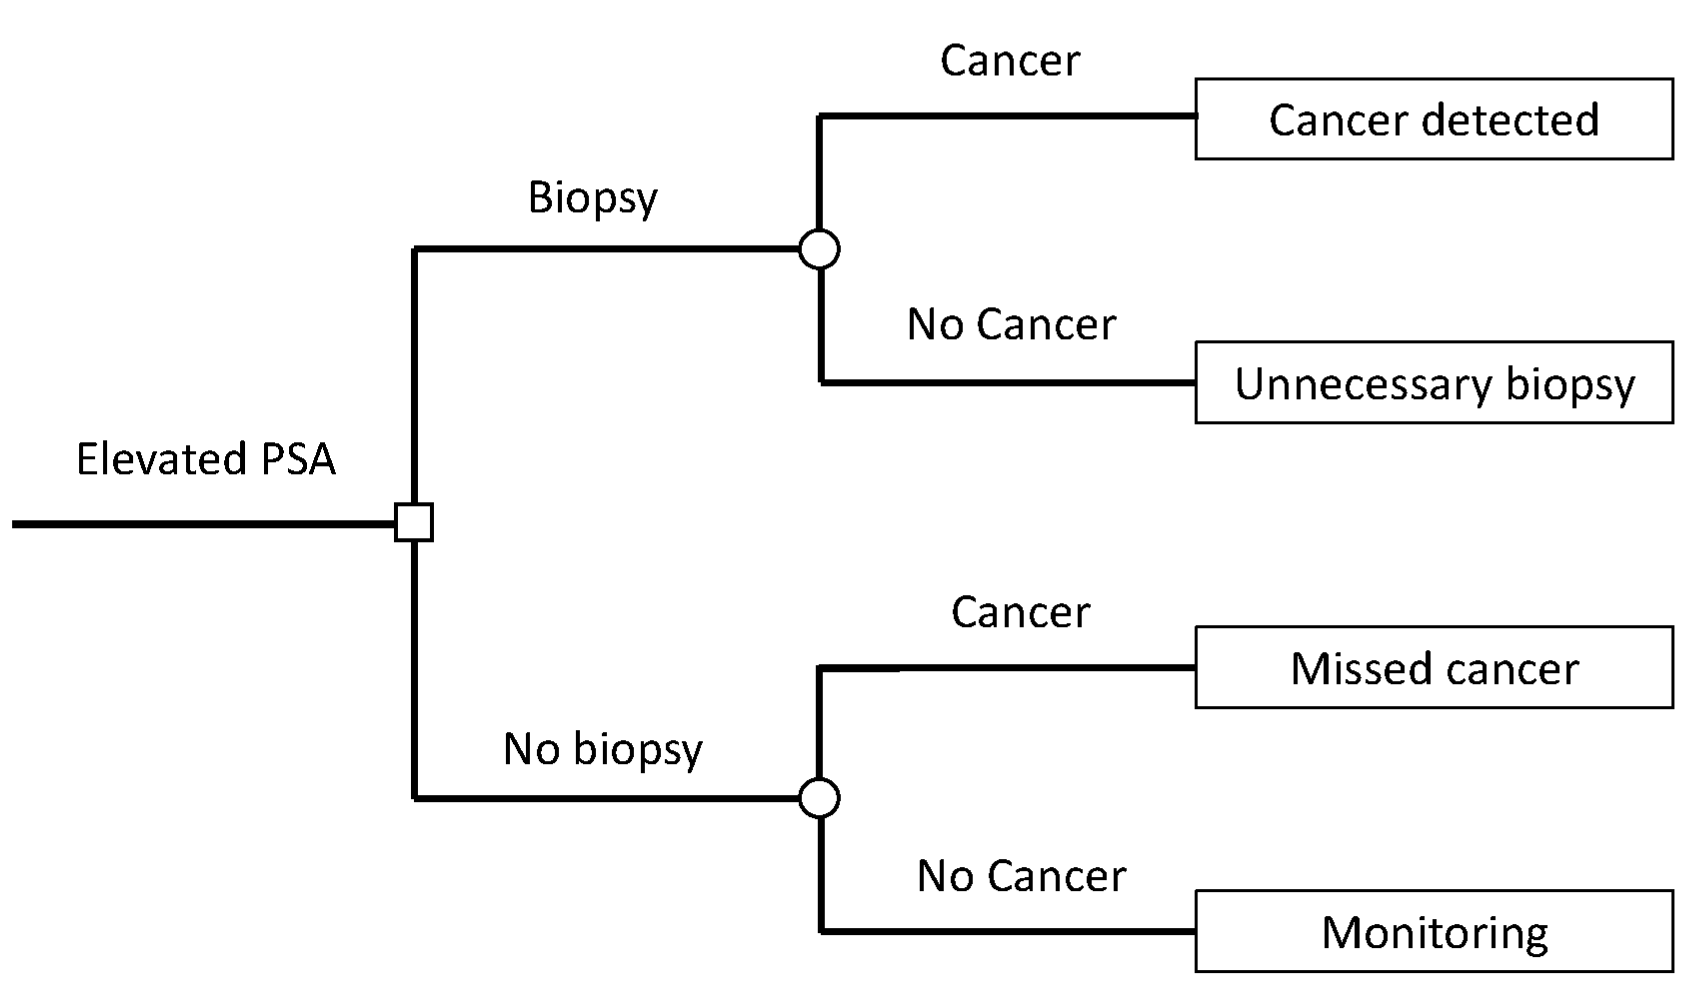 Cancer
Cancer detected
Biopsy
No Cancer
Unnecessary biopsy
Elevated PSA
Cancer
Missed cancer
No biopsy
No Cancer
Monitoring